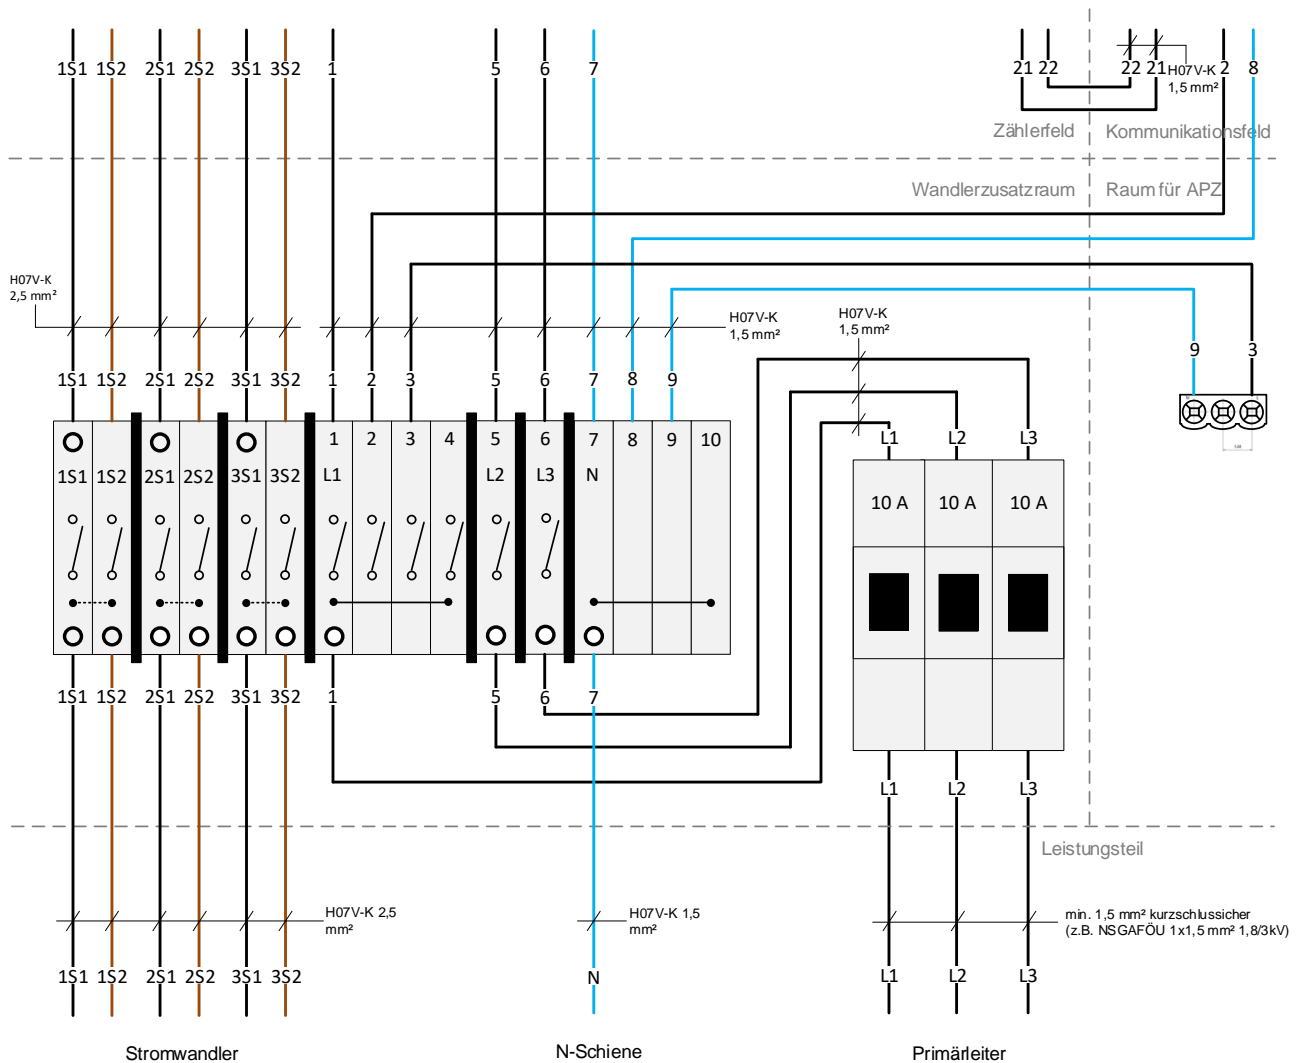 1S1 1S2 2S1 2S2 3S1 3S2 1 5 6 7 21 22 22 21 2 8
H07V-K
1,5 mm²
Zählerfeld Kommunikationsfeld
Wandlerzusatzraum Raum für APZ
H07V-K
2,5 mm²
H07V-K
1,5 mm²
H07V-K
1,5 mm²
9 3
1S1 1S2 2S1 2S2 3S1 3S2 1 2 3 5 6 7 8 9
1 2 3 4 5 6 7 8 9 10
L1 L2 L3
1S1 1S2 2S1 2S2 3S1 3S2 L1 L2 L3 N
10 A 10 A 10 A
1S1 1S2 2S1 2S2 3S1 3S2 1 5 6 7
L1 L2 L3
Leistungsteil
H07V-K 2,5
mm²
H07V-K 1,5
mm²
min. 1,5 mm² kurzschlussicher
(z.B. NSGAFÖU 1x1,5 mm² 1,8/3kV)
1S1 1S2 2S1 2S2 3S1 3S2 N L1 L2 L3
Stromwandler N-Schiene Primärleiter